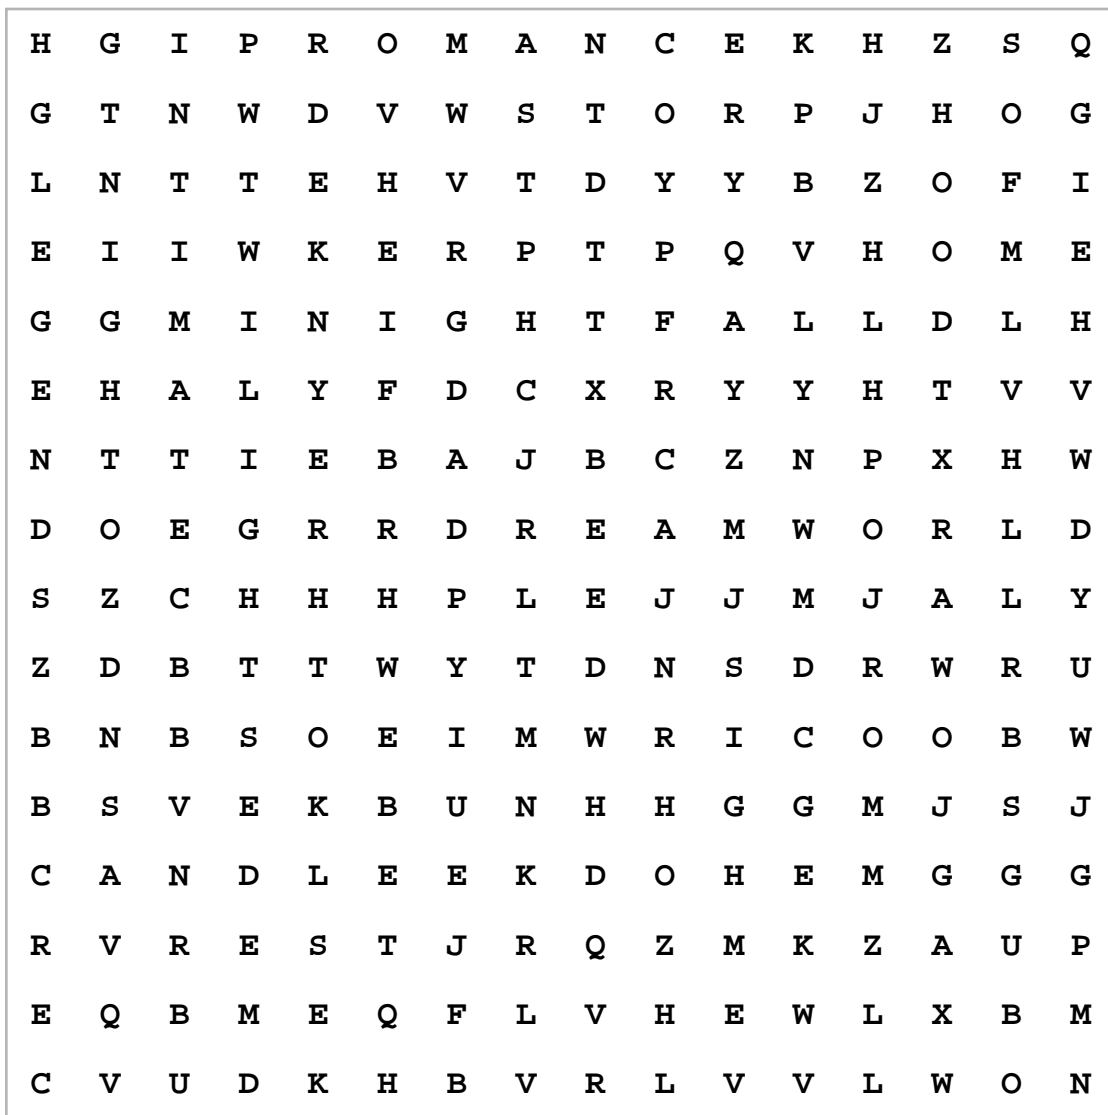 H G I P R O M A N C E K H Z S Q
G T N W D V W S T O R P J H O G
L N T T E H V T D Y Y B Z O F I
E I I W K E R P T P Q V H O M E
G G M I N I G H T F A L L D L H
E H A L Y F D C X R Y Y H T V V
N T T I E B A J B C Z N P X H W
D O E G R R D R E A M W O R L D
S Z C H H H P L E J J M J A L Y
Z D B T T W Y T D N S D R W R U
B N B S O E I M W R I C O O B W
B S V E K B U N H H G G M J S J
C A N D L E E K D O H E M G G G
R V R E S T J R Q Z M K Z A U P
E Q B M E Q F L V H E W L X B M
C V U D K H B V R L V V L W O N